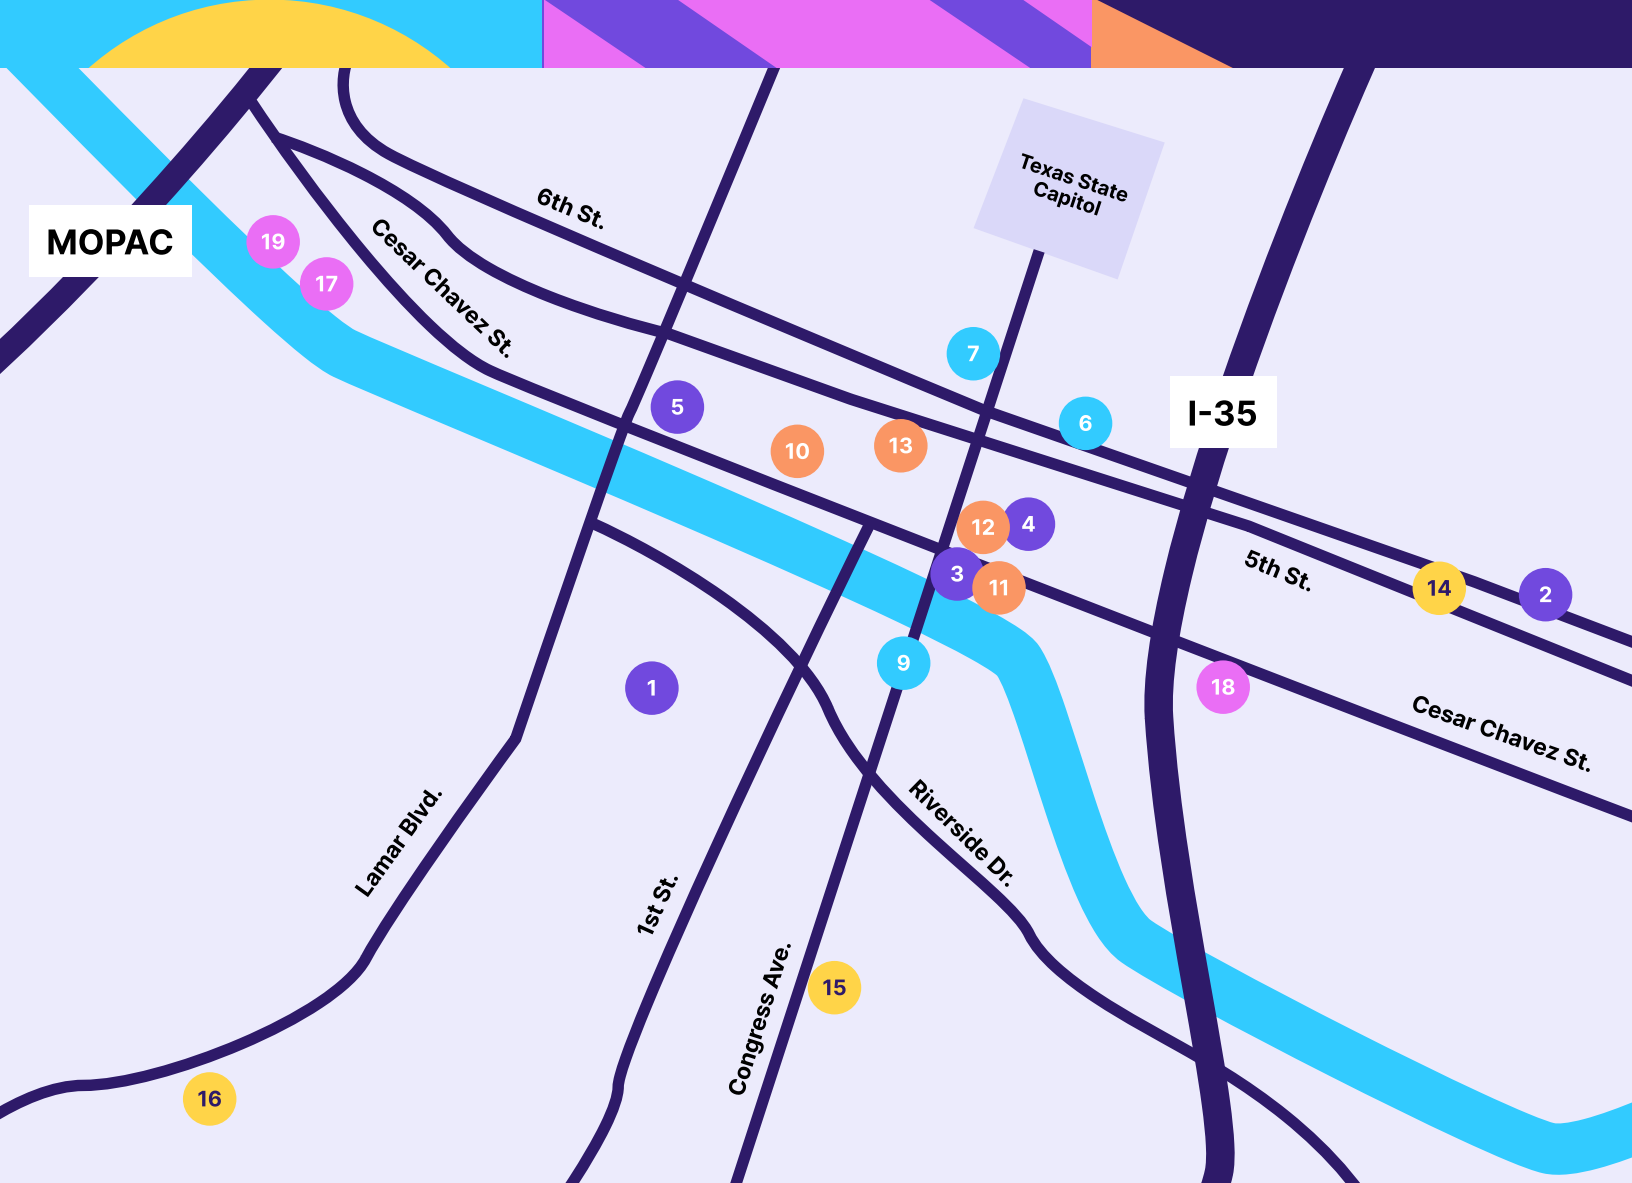 Texas State
Capitol
6th St.
MOPAC
19
Cesar Chavez St.
17
7
I-35
5
6
10
13
12
4
5th St.
3
11
14
2
9
1
18
Cesar Chavez St.
Lamar Blvd.
Riverside Dr.
1st St.
Congress Ave.
15
16